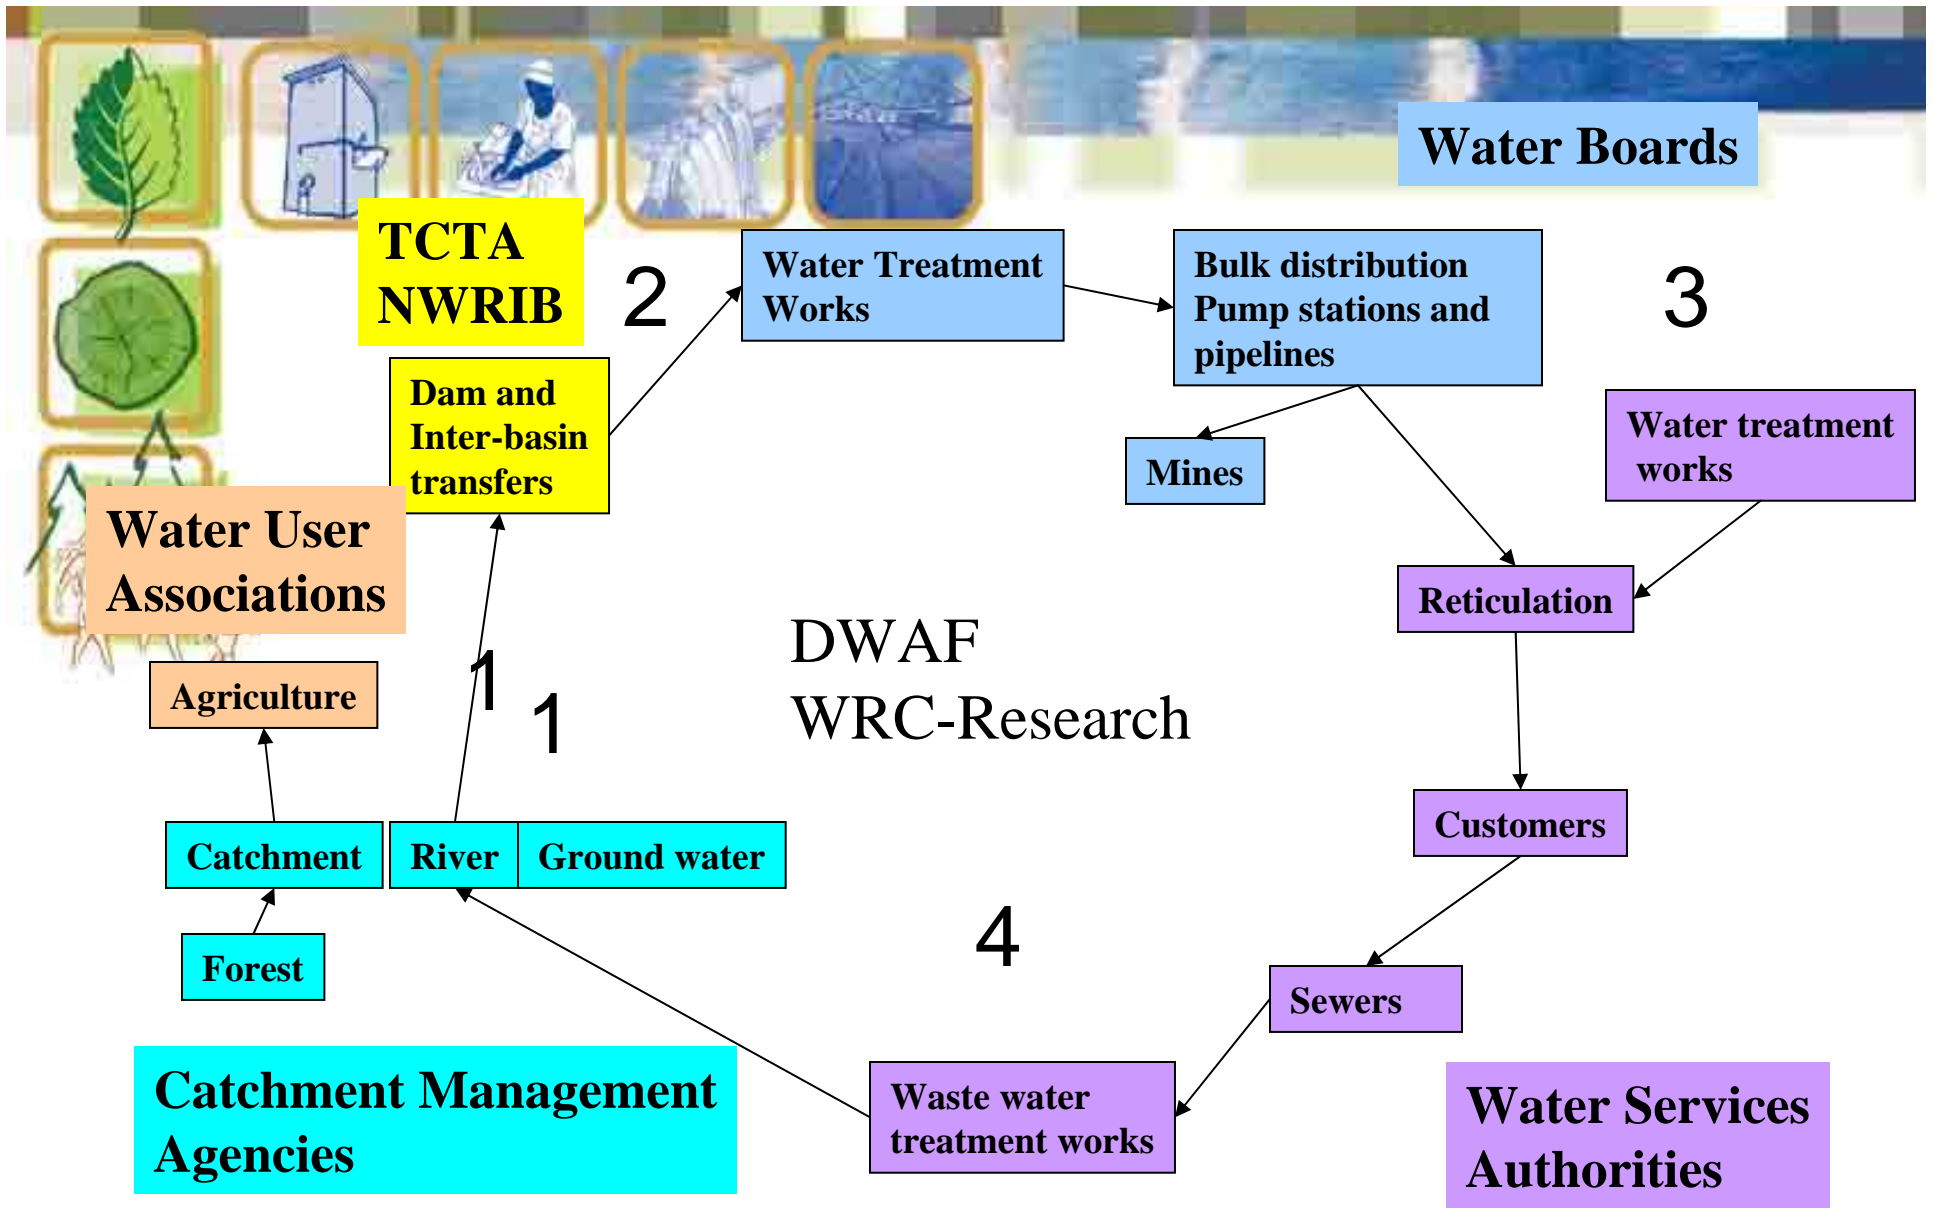 Water Boards
TCTA
NWRIB
2
Water Treatment
Works
Bulk distribution
Pump stations and
pipelines
3
Dam and
Inter-basin
transfers
Mines
Water treatment
works
Water User
Associations
Reticulation
DWAF
WRC-Research
Agriculture
1
1
Customers
Catchment
River
Ground water
4
Forest
Sewers
Catchment Management
Agencies
Waste water
treatment works
Water Services
Authorities